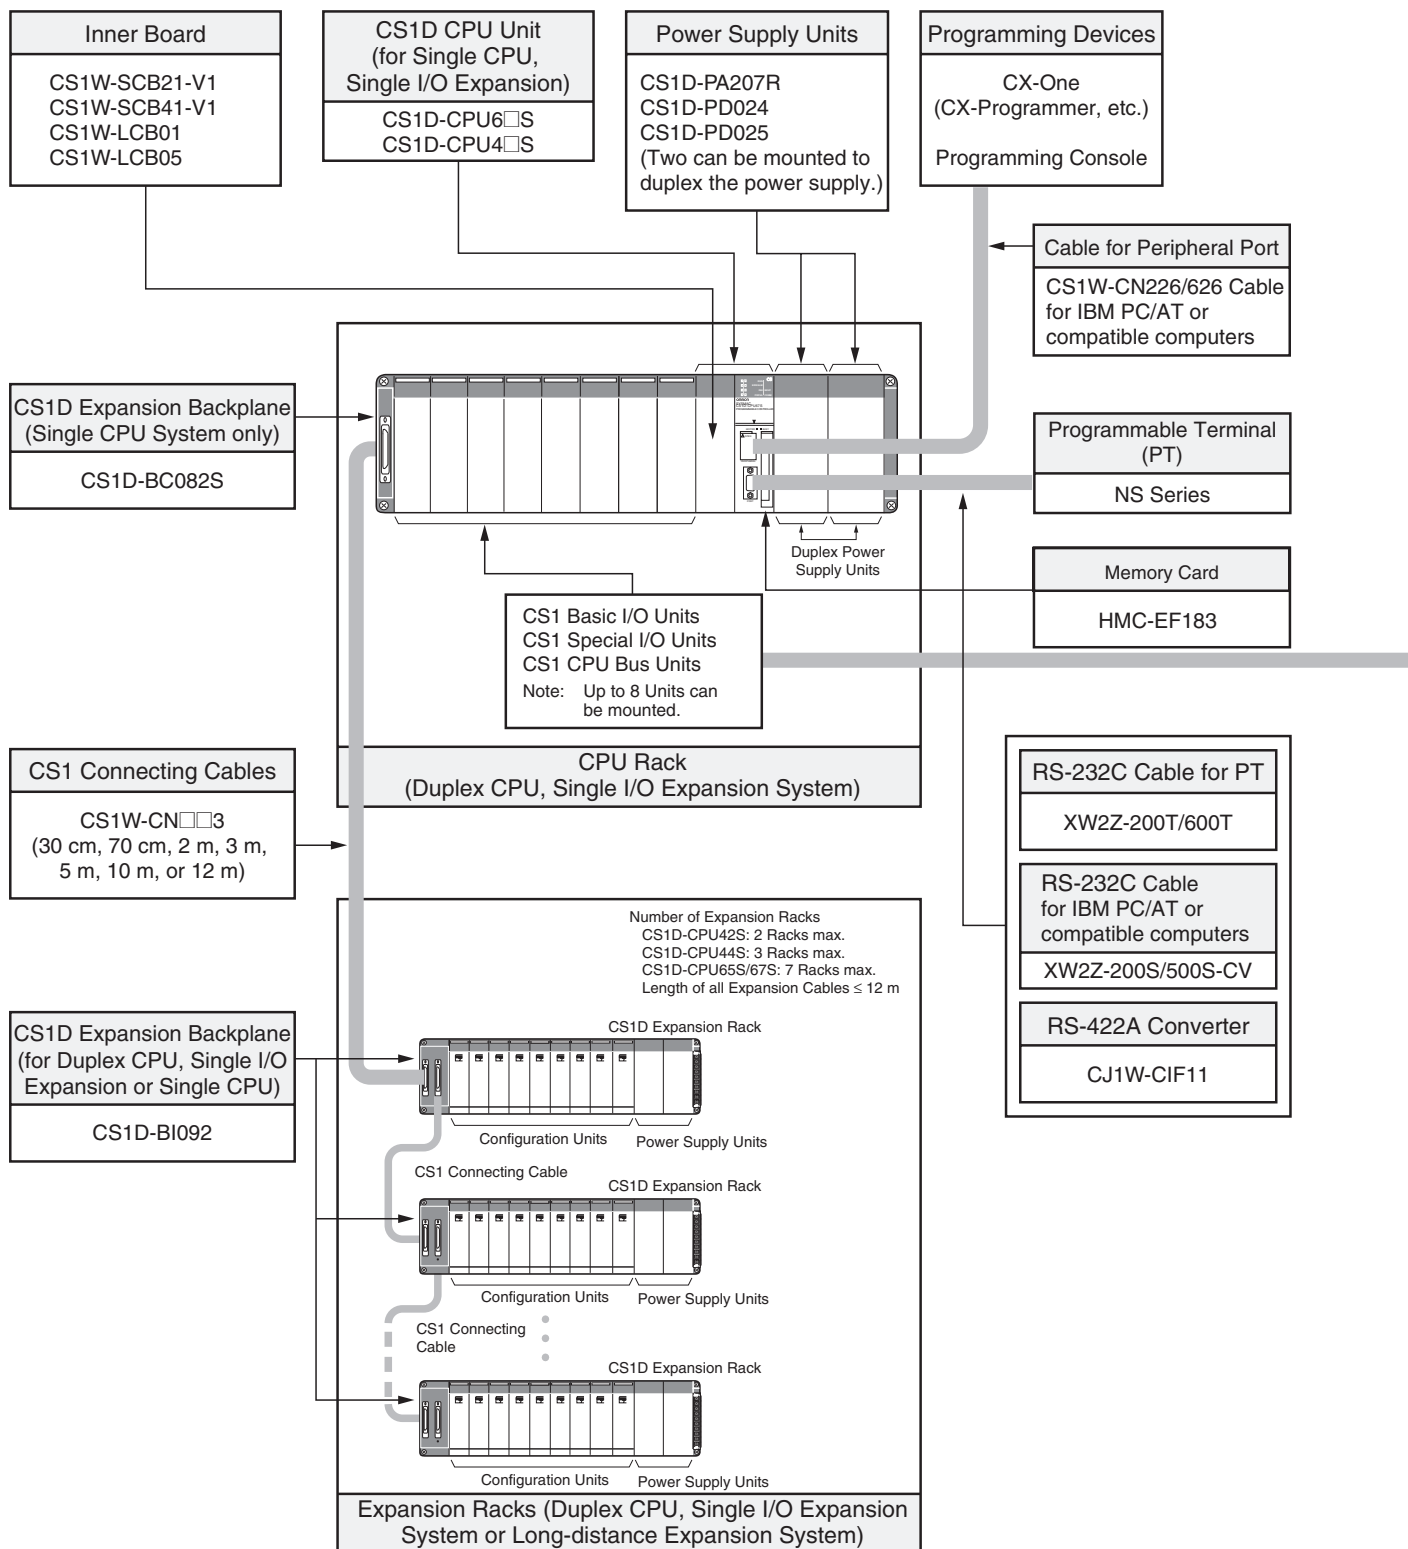 Inner Board
CS1W-SCB21-V1
CS1W-SCB41-V1
CS1W-LCB01
CS1W-LCB05
CS1D CPU Unit
(for Single CPU,
Single I/O Expansion)
CS1D-CPU6□S
CS1D-CPU4□S
Power Supply Units
CS1D-PA207R
CS1D-PD024
CS1D-PD025
(Two can be mounted to
duplex the power supply.)
Programming Devices
CX-One
(CX-Programmer, etc.)
Programming Console
Cable for Peripheral Port
CS1W-CN226/626 Cable
for IBM PC/AT or
compatible computers
CS1D Expansion Backplane
(Single CPU System only)
CS1D-BC082S
Programmable Terminal
(PT)
NS Series
Duplex Power
Supply Units
Memory Card
HMC-EF183
CS1 Basic I/O Units
CS1 Special I/O Units
CS1 CPU Bus Units
Note: Up to 8 Units can
be mounted.
CPU Rack
(Duplex CPU, Single I/O Expansion System)
CS1 Connecting Cables
CS1W-CN□□3
(30 cm, 70 cm, 2 m, 3 m,
5 m, 10 m, or 12 m)
RS-232C Cable for PT
XW2Z-200T/600T
RS-232C Cable
for IBM PC/AT or
compatible computers
XW2Z-200S/500S-CV
RS-422A Converter
CJ1W-CIF11
Number of Expansion Racks
CS1D-CPU42S: 2 Racks max.
CS1D-CPU44S: 3 Racks max.
CS1D-CPU65S/67S: 7 Racks max.
Length of all Expansion Cables ≤ 12 m
CS1D Expansion Backplane
(for Duplex CPU, Single I/O
Expansion or Single CPU)
CS1D-BI092
CS1D Expansion Rack
Configuration Units
Power Supply Units
CS1 Connecting Cable
CS1D Expansion Rack
Configuration Units
Power Supply Units
CS1 Connecting
Cable
CS1D Expansion Rack
Configuration Units
Power Supply Units
Expansion Racks (Duplex CPU, Single I/O Expansion
System or Long-distance Expansion System)